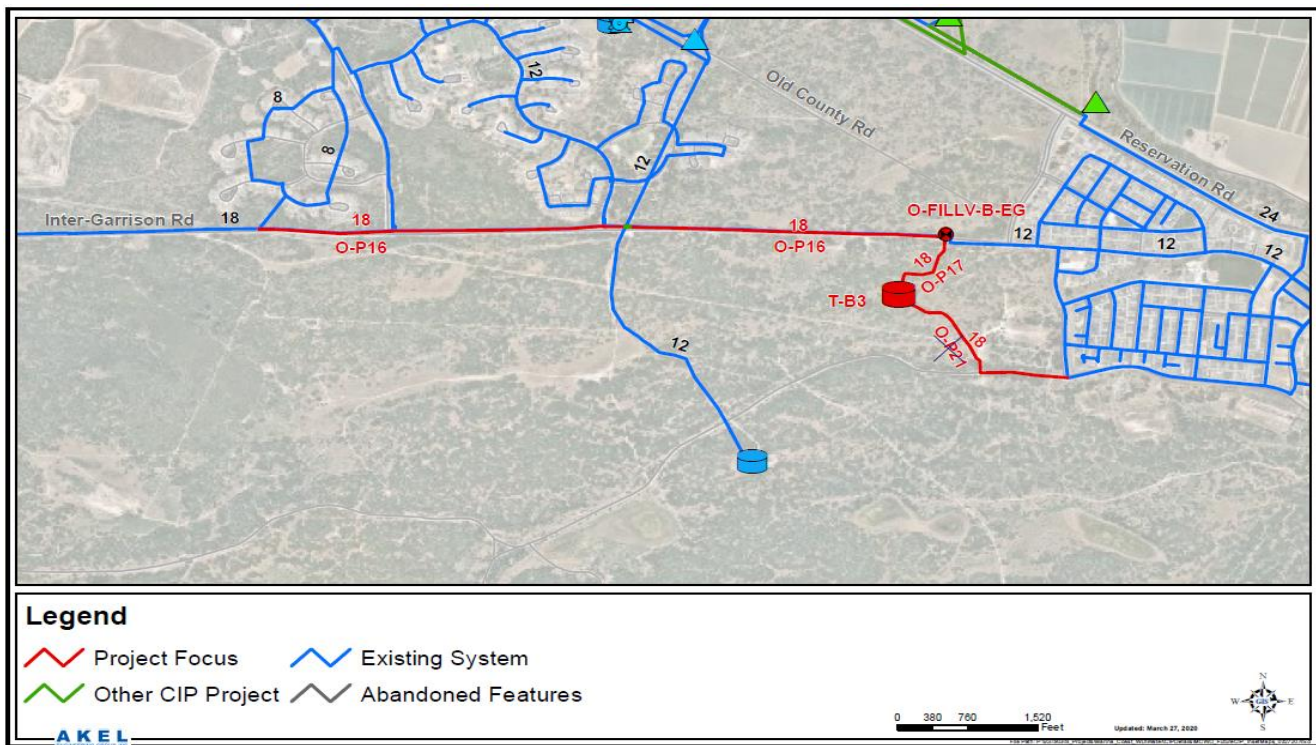 12
8
Old County Rd
8
12
Reservation Rd
Inter-Garrison Rd
18
18
O-P16
18
O-P16
O-FILLV-B-EG
24
12
12
12
18
O-P17
T-B3
18
O-P21
12
Legend
Project Focus
Existing System
Other CIP Project
Abandoned Features
N
W
E
GIS
S
0 380 760 1,520
Feet
Updated: March 27, 2020
AKEL